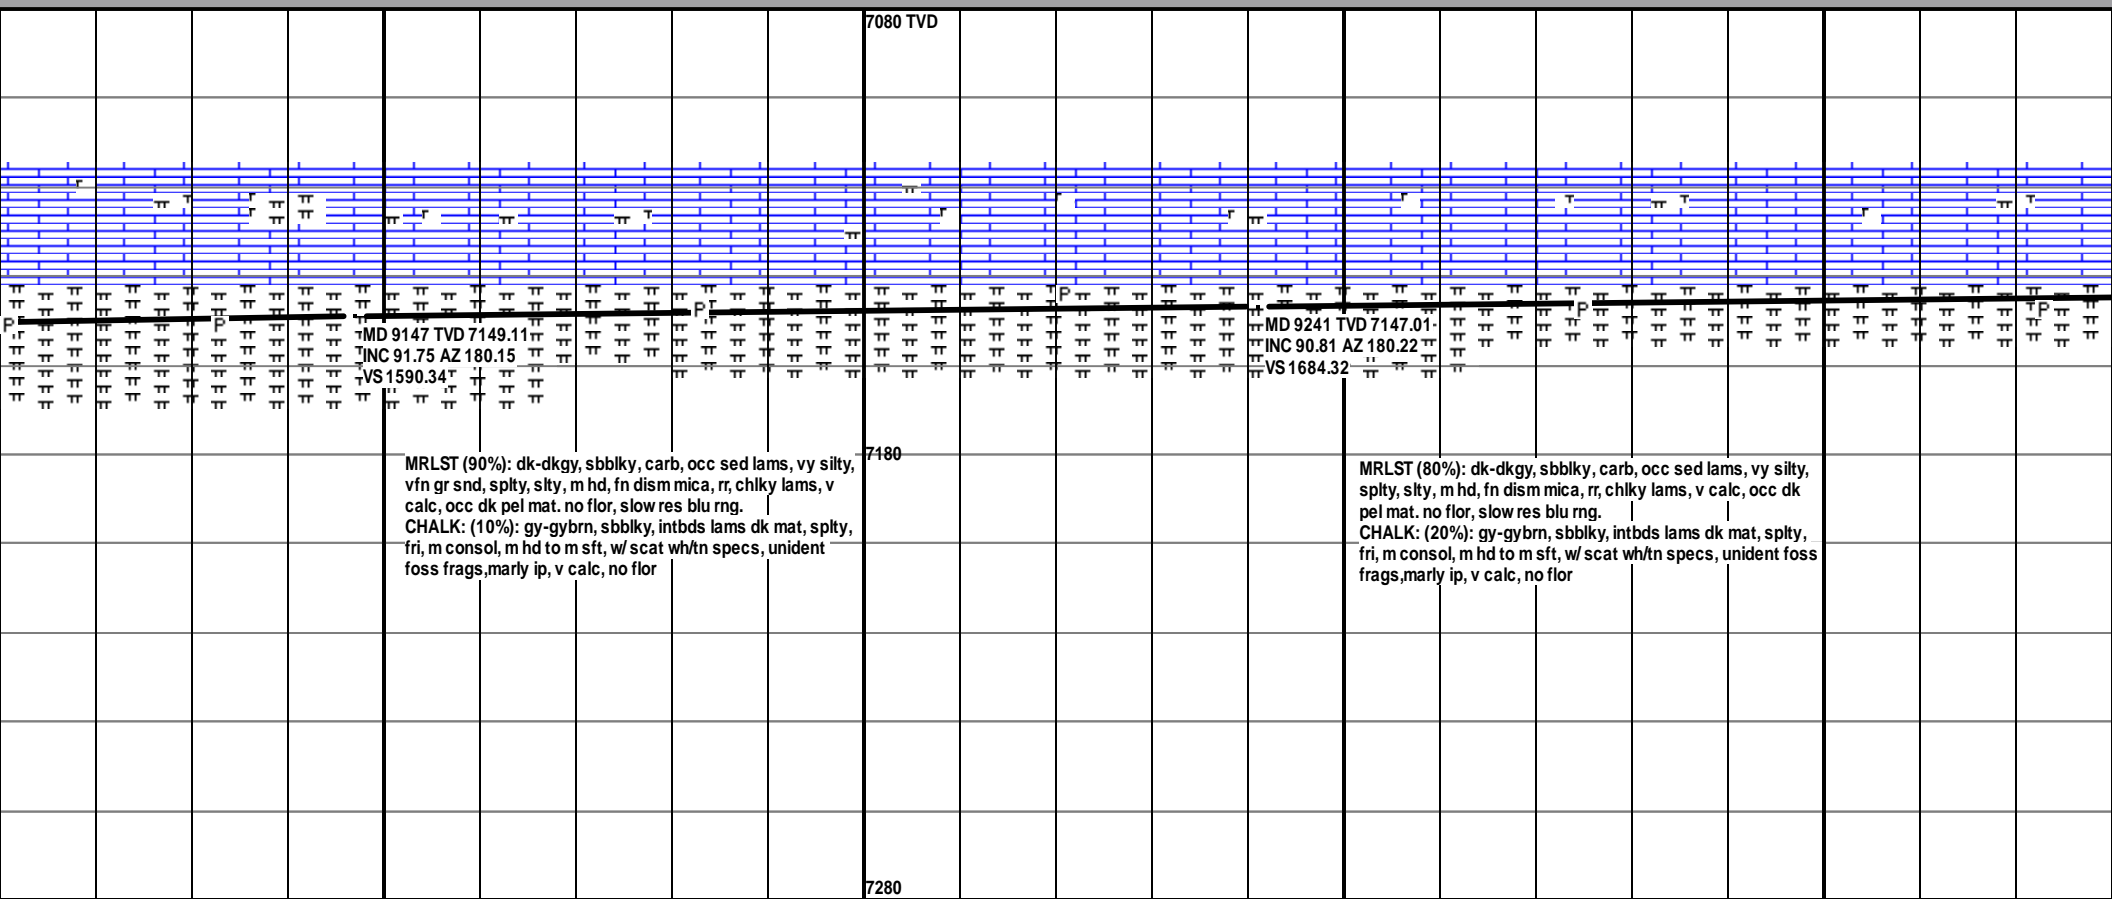 7080 TVD
P
P
P
P
P
P
MD 9147 TVD 7149.11
INC 91.75 AZ 180.15
VS 1590.34
MD 9241 TVD 7147.01
INC 90.81 AZ 180.22
VS 1684.32
7180
MRLST (90%): dk-dkgy, sbblky, carb, occ sed lams, vy silty,
vfn gr snd, splty, slty, m hd, fn dism mica, rr, chlky lams, v
calc, occ dk pel mat. no flor, slow res blu rng.
CHALK: (10%): gy-gybrn, sbblky, intbds lams dk mat, splty,
fri, m consol, m hd to m sft, w/ scat wh/tn specs, unident
foss frags,marly ip, v calc, no flor
MRLST (80%): dk-dkgy, sbblky, carb, occ sed lams, vy silty,
splty, slty, m hd, fn dism mica, rr, chlky lams, v calc, occ dk
pel mat. no flor, slow res blu rng.
CHALK: (20%): gy-gybrn, sbblky, intbds lams dk mat, splty,
fri, m consol, m hd to m sft, w/ scat wh/tn specs, unident foss
frags,marly ip, v calc, no flor
7280